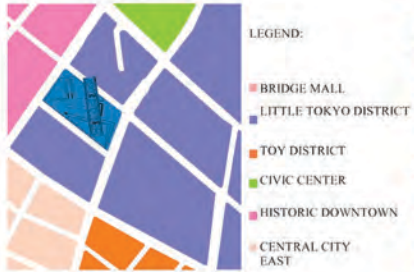 LEGEND:
BRIDGE MALL
LITTLE TOKYO DISTRICT
TOY DISTRICT
CIVIC CENTER
HISTORIC DOWNTOWN
CENTRAL CITY
EAST